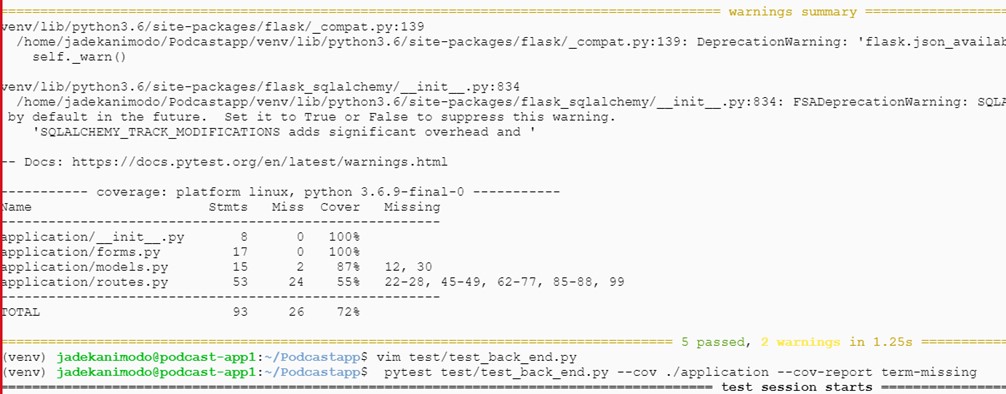 ============ warnings summary ============
venv/lib/python3.6/site-packages/flask/_compat.py:139
  /home/jadekanimodo/Podcastapp/venv/lib/python3.6/site-packages/flask/_compat.py:139: DeprecationWarning: 'flask.json_availab
    self._warn()

venv/lib/python3.6/site-packages/flask_sqlalchemy/__init__.py:834
  /home/jadekanimodo/Podcastapp/venv/lib/python3.6/site-packages/flask_sqlalchemy/__init__.py:834: FSADeprecationWarning: SQLA
 by default in the future.  Set it to True or False to suppress this warning.
    'SQLALCHEMY_TRACK_MODIFICATIONS adds significant overhead and '

-- Docs: https://docs.pytest.org/en/latest/warnings.html

----------- coverage: platform linux, python 3.6.9-final-0 -----------
Name                      Stmts   Miss  Cover   Missing
--------------------------------------------------------
application/__init__.py       8      0   100%
application/forms.py         17      0   100%
application/models.py        15      2    87%   12, 30
application/routes.py        53     24    55%   22-28, 45-49, 62-77, 85-88, 99
--------------------------------------------------------
TOTAL                        93     26    72%

============ 5 passed, 2 warnings in 1.25s ============
(venv) jadekanimodo@podcast-app1:~/Podcastapp$ vim test/test_back_end.py
(venv) jadekanimodo@podcast-app1:~/Podcastapp$  pytest test/test_back_end.py --cov ./application --cov-report term-missing
============ test session starts ============